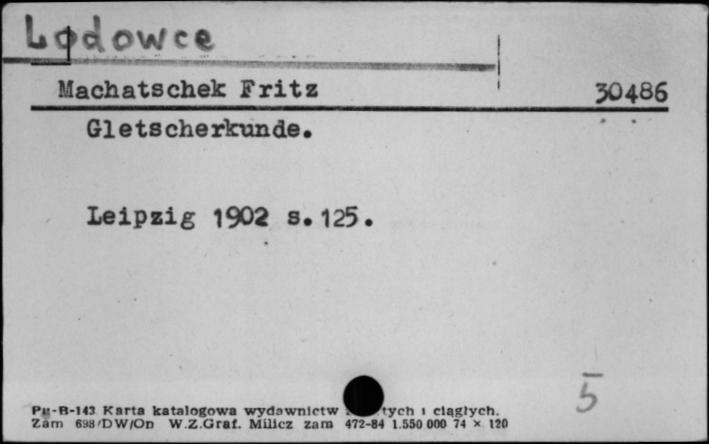 Lodowce
Machatschek Fritz 30486
Gletscherkunde.
Leipzig 1902 s.125.
5
Pu-B-143 Karta katalogowa wydawnictw tych i ciągłych.
Zam 698/DW/On W.Z.Graf. Milicz zam 472-84 1.550 000 74 × 120